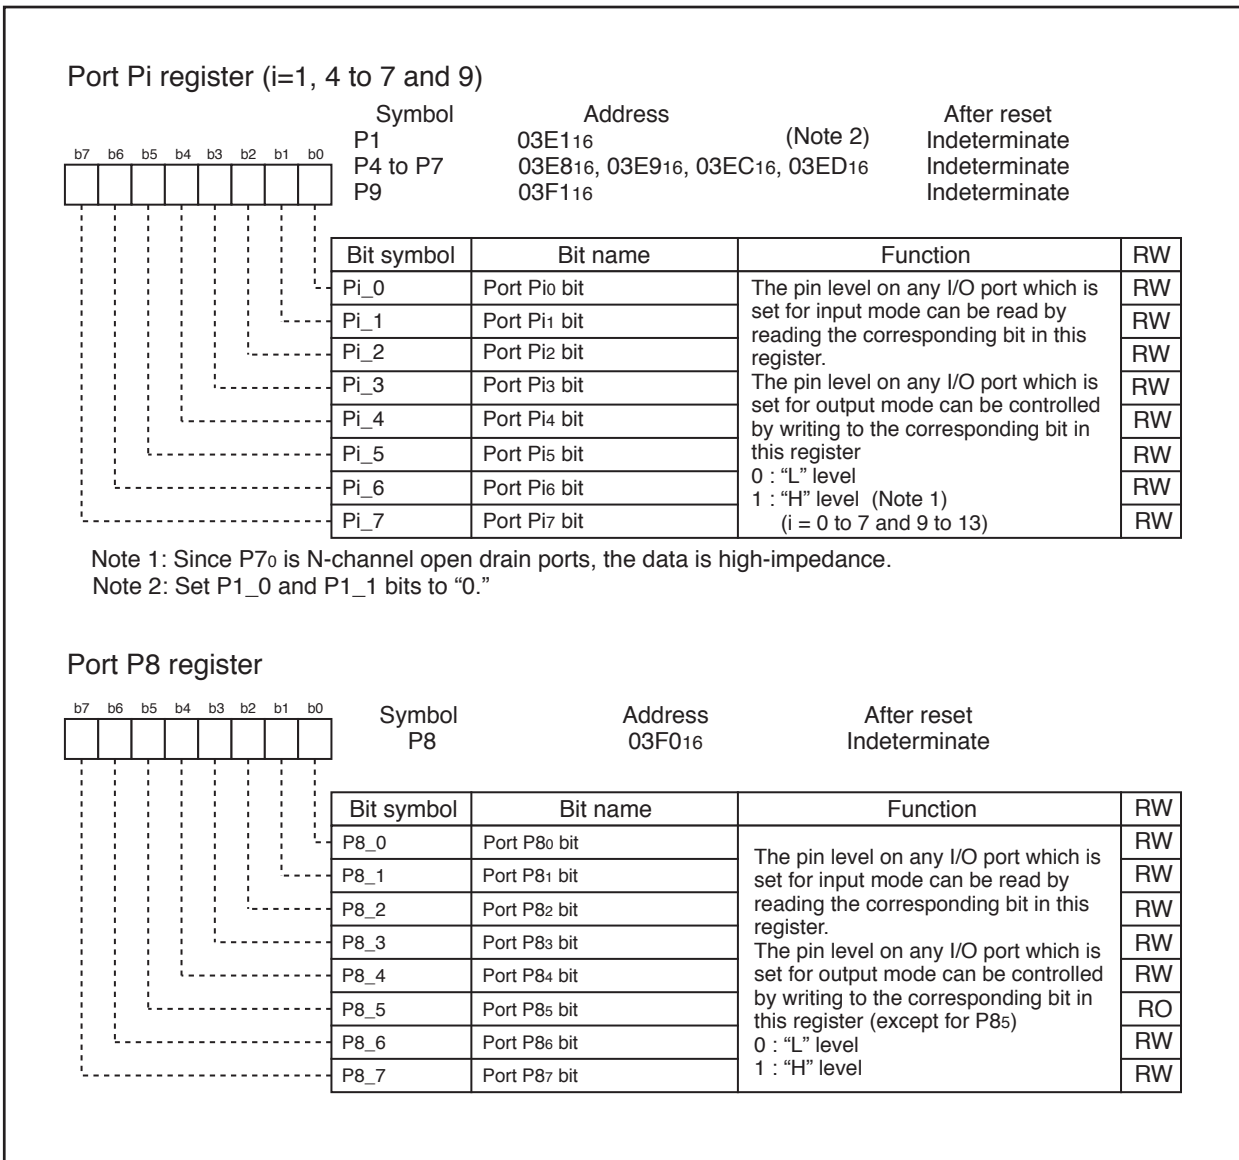 Port Pi register (i=1, 4 to 7 and 9)
Symbol Address After reset
P1 03E116 (Note 2) Indeterminate
P4 to P7 03E816, 03E916, 03EC16, 03ED16 Indeterminate
P9 03F116 Indeterminate
b7 b6 b5 b4 b3 b2 b1 b0
Bit symbol Bit name Function RW
Pi_0 Port Pi0 bit The pin level on any I/O port which is RW
Pi_1 Port Pi1 bit set for input mode can be read by RW
reading the corresponding bit in this
Pi_2 Port Pi2 bit register. RW
Pi_3 Port Pi3 bit The pin level on any I/O port which is RW
Pi_4 Port Pi4 bit set for output mode can be controlled RW
by writing to the corresponding bit in
Pi_5 Port Pi5 bit this register RW
0 : “L” level
Pi_6 Port Pi6 bit 1 : “H” level (Note 1) RW
Pi_7 Port Pi7 bit (i = 0 to 7 and 9 to 13) RW
Note 1: Since P70 is N-channel open drain ports, the data is high-impedance.
Note 2: Set P1_0 and P1_1 bits to “0.”
Port P8 register
b7 b6 b5 b4 b3 b2 b1 b0
Symbol Address After reset
P8 03F016 Indeterminate
Bit symbol Bit name Function RW
P8_0 Port P80 bit The pin level on any I/O port which is RW
P8_1 Port P81 bit set for input mode can be read by RW
P8_2 Port P82 bit reading the corresponding bit in this RW
register.
P8_3 Port P83 bit The pin level on any I/O port which is RW
P8_4 Port P84 bit set for output mode can be controlled RW
P8_5 Port P85 bit by writing to the corresponding bit in RO
this register (except for P85)
P8_6 Port P86 bit 0 : “L” level RW
P8_7 Port P87 bit 1 : “H” level RW